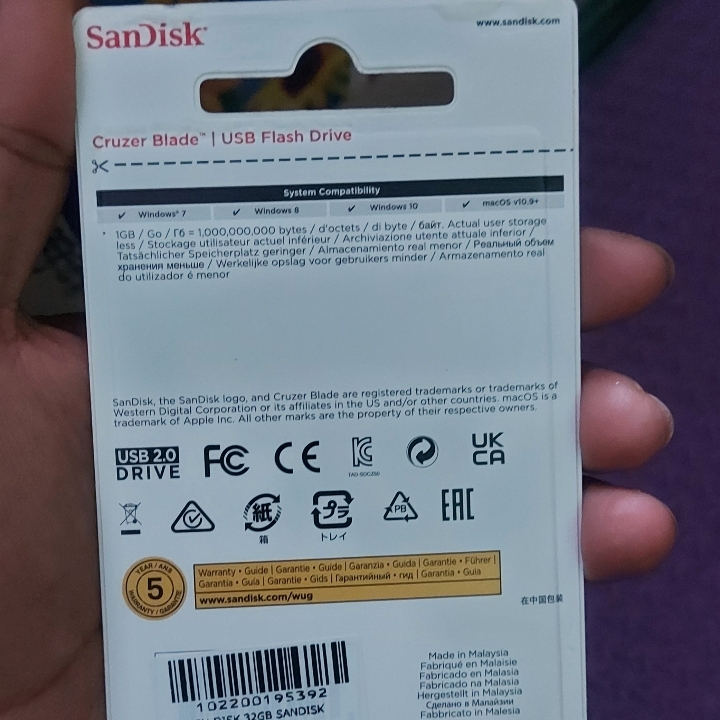 SanDisk®
www.sandisk.com
Cruzer Blade™ | USB Flash Drive
System Compatibility
✓ Windows® 7 ✓ Windows 8 ✓ Windows 10 ✓ macOS v10.9+
* 1GB / Go / Гб = 1,000,000,000 bytes / d'octets / di byte / байт. Actual user storage
less / Stockage utilisateur actuel inférieur / Archiviazione utente attuale inferior /
Tatsächlicher Speicherplatz geringer / Almacenamiento real menor / Реальный объем
хранения меньше / Werkelijke opslag voor gebruikers minder / Armazenamento real
do utilizador é menor
SanDisk, the SanDisk logo, and Cruzer Blade are registered trademarks or trademarks of
Western Digital Corporation or its affiliates in the US and/or other countries. macOS is a
trademark of Apple Inc. All other marks are the property of their respective owners.
USB 2.0
DRIVE
FC CE
UK
CA
紙
箱
プラ
トレイ
PB
EAC
YEAR / ANS
5
WARRANTY / GARANTIE
Warranty • Guide | Garantie • Guide | Garanzia • Guida | Garantie • Führer |
Garantía • Guía | Garantie • Gids | Гарантийный • гид | Garantia • Guia
www.sandisk.com/wug
在中国包装
102200195392
DISK 32GB SANDISK
Made in Malaysia
Fabriqué en Malaisie
Fabricado en Malasia
Fabricado na Malasia
Hergestellt in Malaysia
Сделано в Малайзии
Fabbricato in Malesia